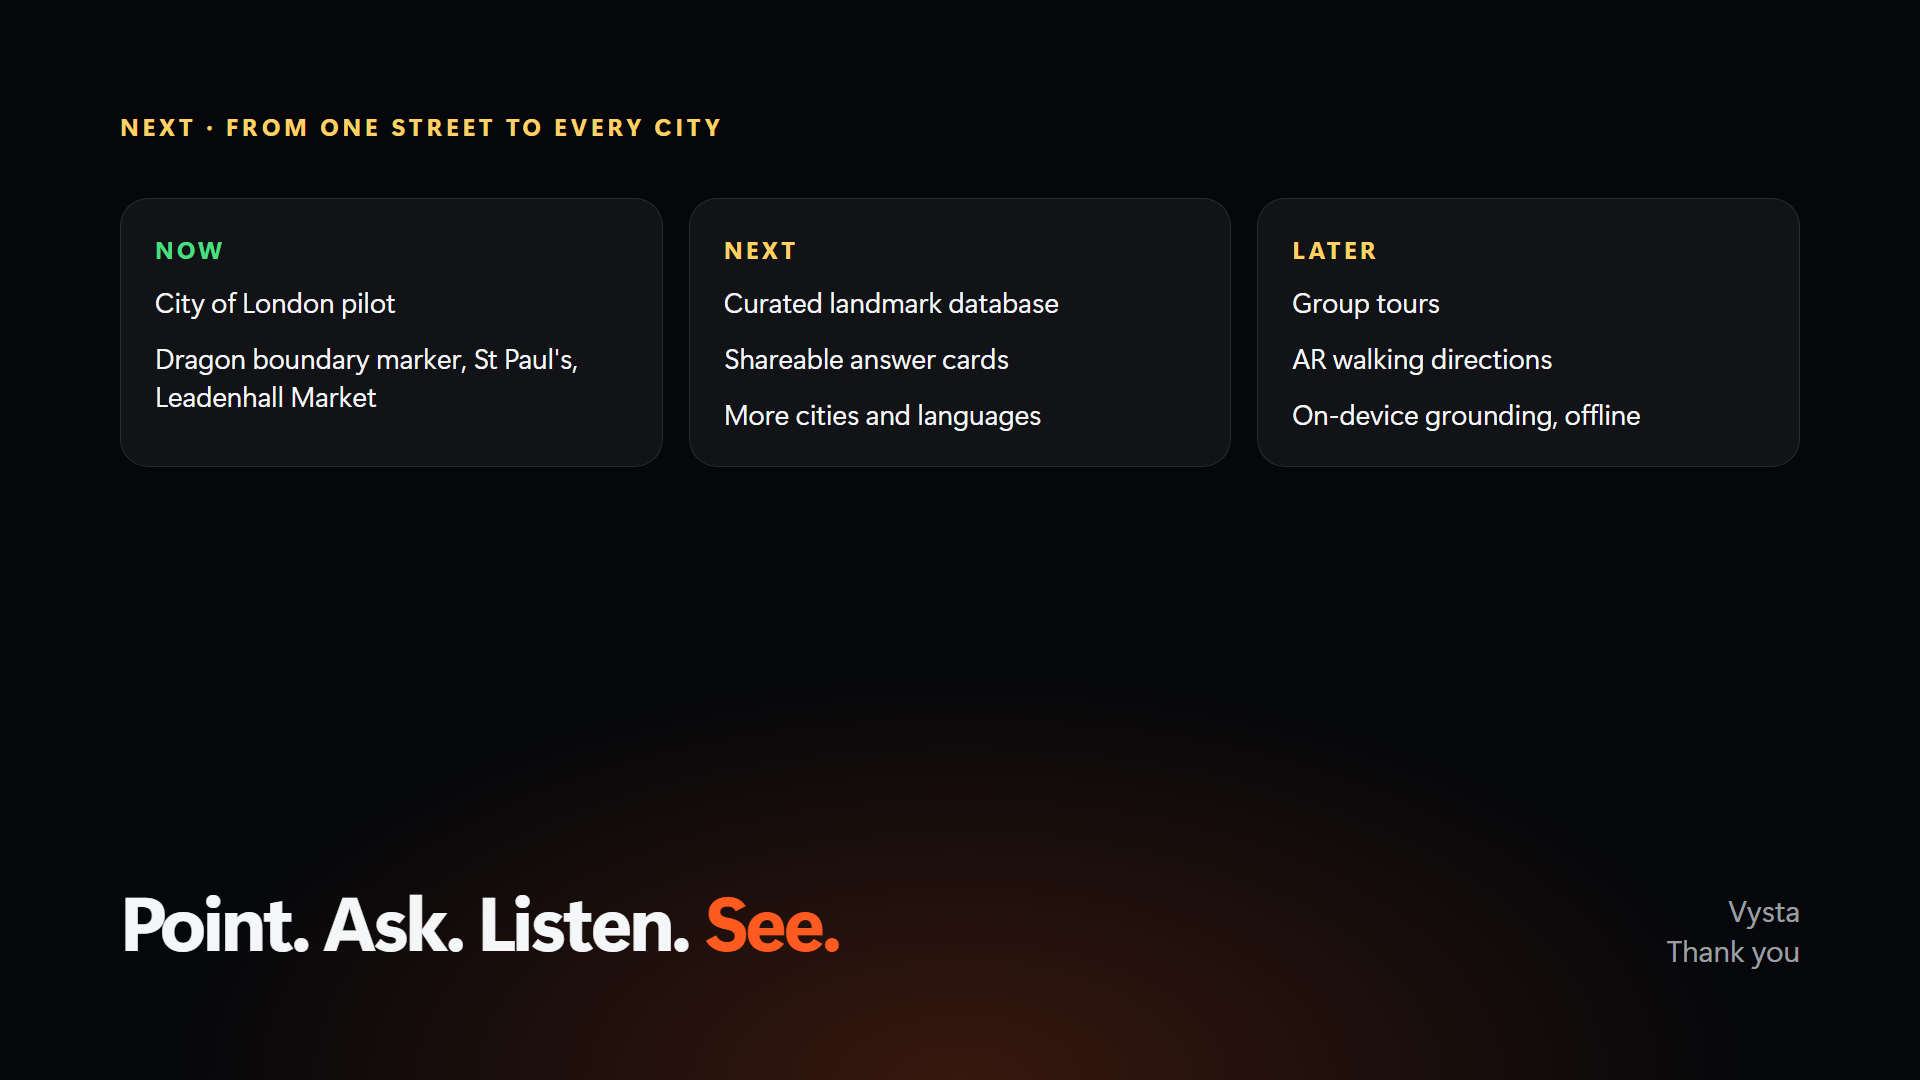 NEXT · FROM ONE STREET TO EVERY CITY
NOW
City of London pilot
Dragon boundary marker, St Paul's,
Leadenhall Market
NEXT
Curated landmark database
Shareable answer cards
More cities and languages
LATER
Group tours
AR walking directions
On-device grounding, offline
Point. Ask. Listen. See.
Vysta
Thank you